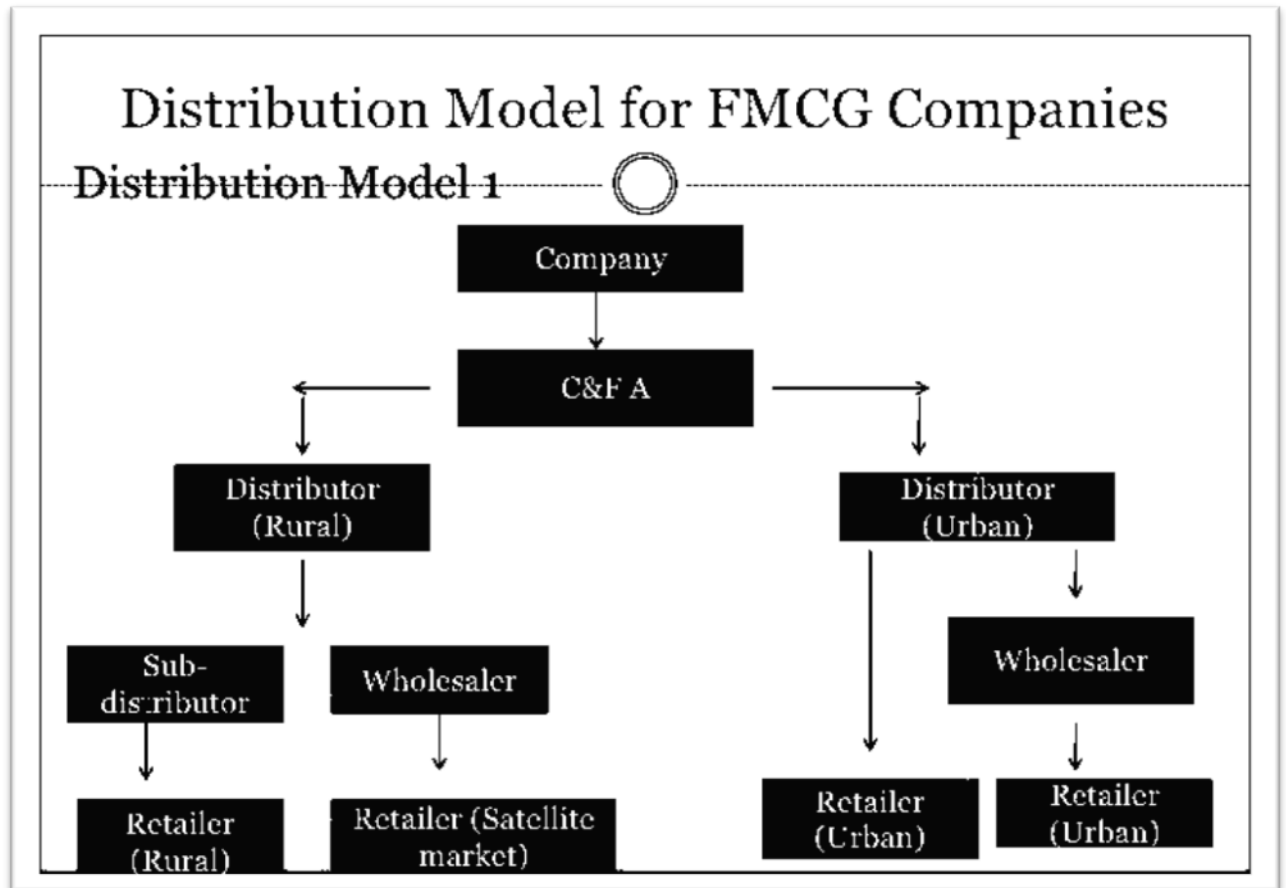 Distribution Model for FMCG Companies
Distribution Model 1
Company
C&F A
Distributor
(Rural)
Distributor
(Urban)
Sub-
distributor
Wholesaler
Wholesaler
Retailer
(Rural)
Retailer (Satellite
market)
Retailer
(Urban)
Retailer
(Urban)